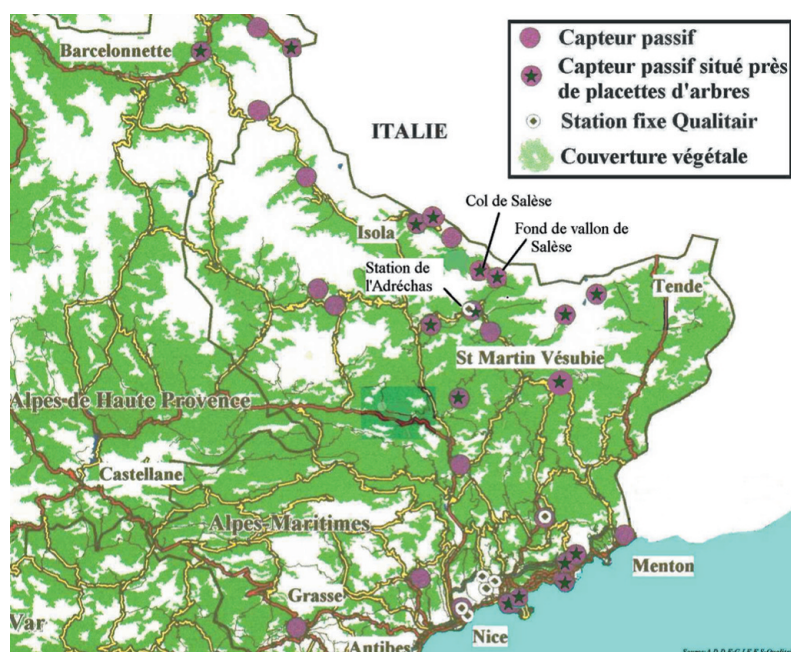 Barcelonnette
Capteur passif
Capteur passif situé près
de placettes d'arbres
Station fixe Qualitair
Couverture végétale
ITALIE
Col de Salèse
Isola
Fond de vallon de
Salèse
Station de
l'Adréchas
Tende
St Martin Vésubie
Alpes de Haute Provence
Castellane
Alpes-Maritimes
Menton
Grasse
Var
Nice
Antibes